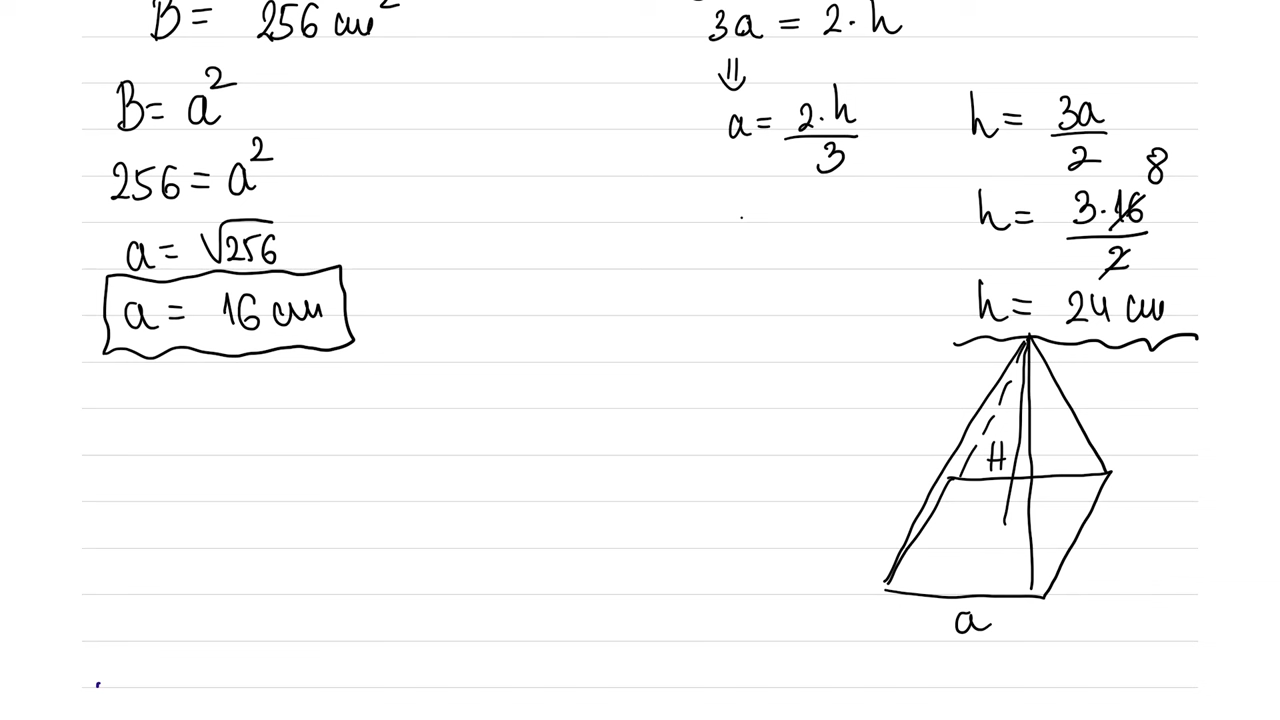 B = 256 cm²
B = a²
256 = a²
a = √256
a = 16 cm
3a = 2·h
⇓
a = 2·h/3
h = 3a/2
h = 3·16/2 8
h = 24 cm
H
a